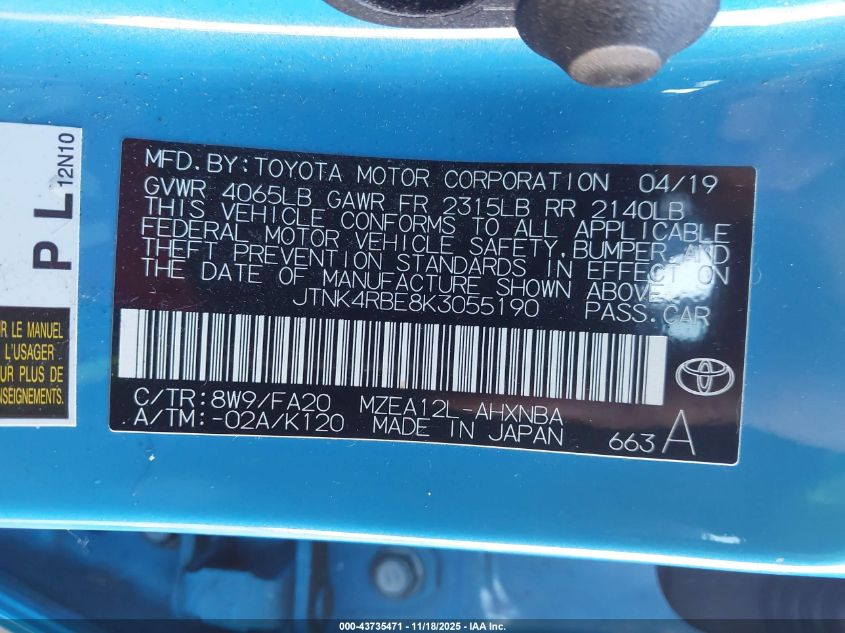 P L
12N10
R LE MANUEL
L'USAGER
UR PLUS DE
NSEIGNEMENTS.
MFD. BY: TOYOTA MOTOR CORPORATION 04/19
GVWR 4065LB GAWR FR 2315LB RR 2140LB
THIS VEHICLE CONFORMS TO ALL APPLICABLE
FEDERAL MOTOR VEHICLE SAFETY, BUMPER AND
THEFT PREVENTION STANDARDS IN EFFECT ON
THE DATE OF MANUFACTURE SHOWN ABOVE.
JTNK4RBE8K3055190 PASS. CAR
C/TR: 8W9/FA20 MZEA12L-AHXNBA
A/TM: -02A/K120 MADE IN JAPAN
663 A
000-43735471 - 11/18/2025 - IAA, Inc.